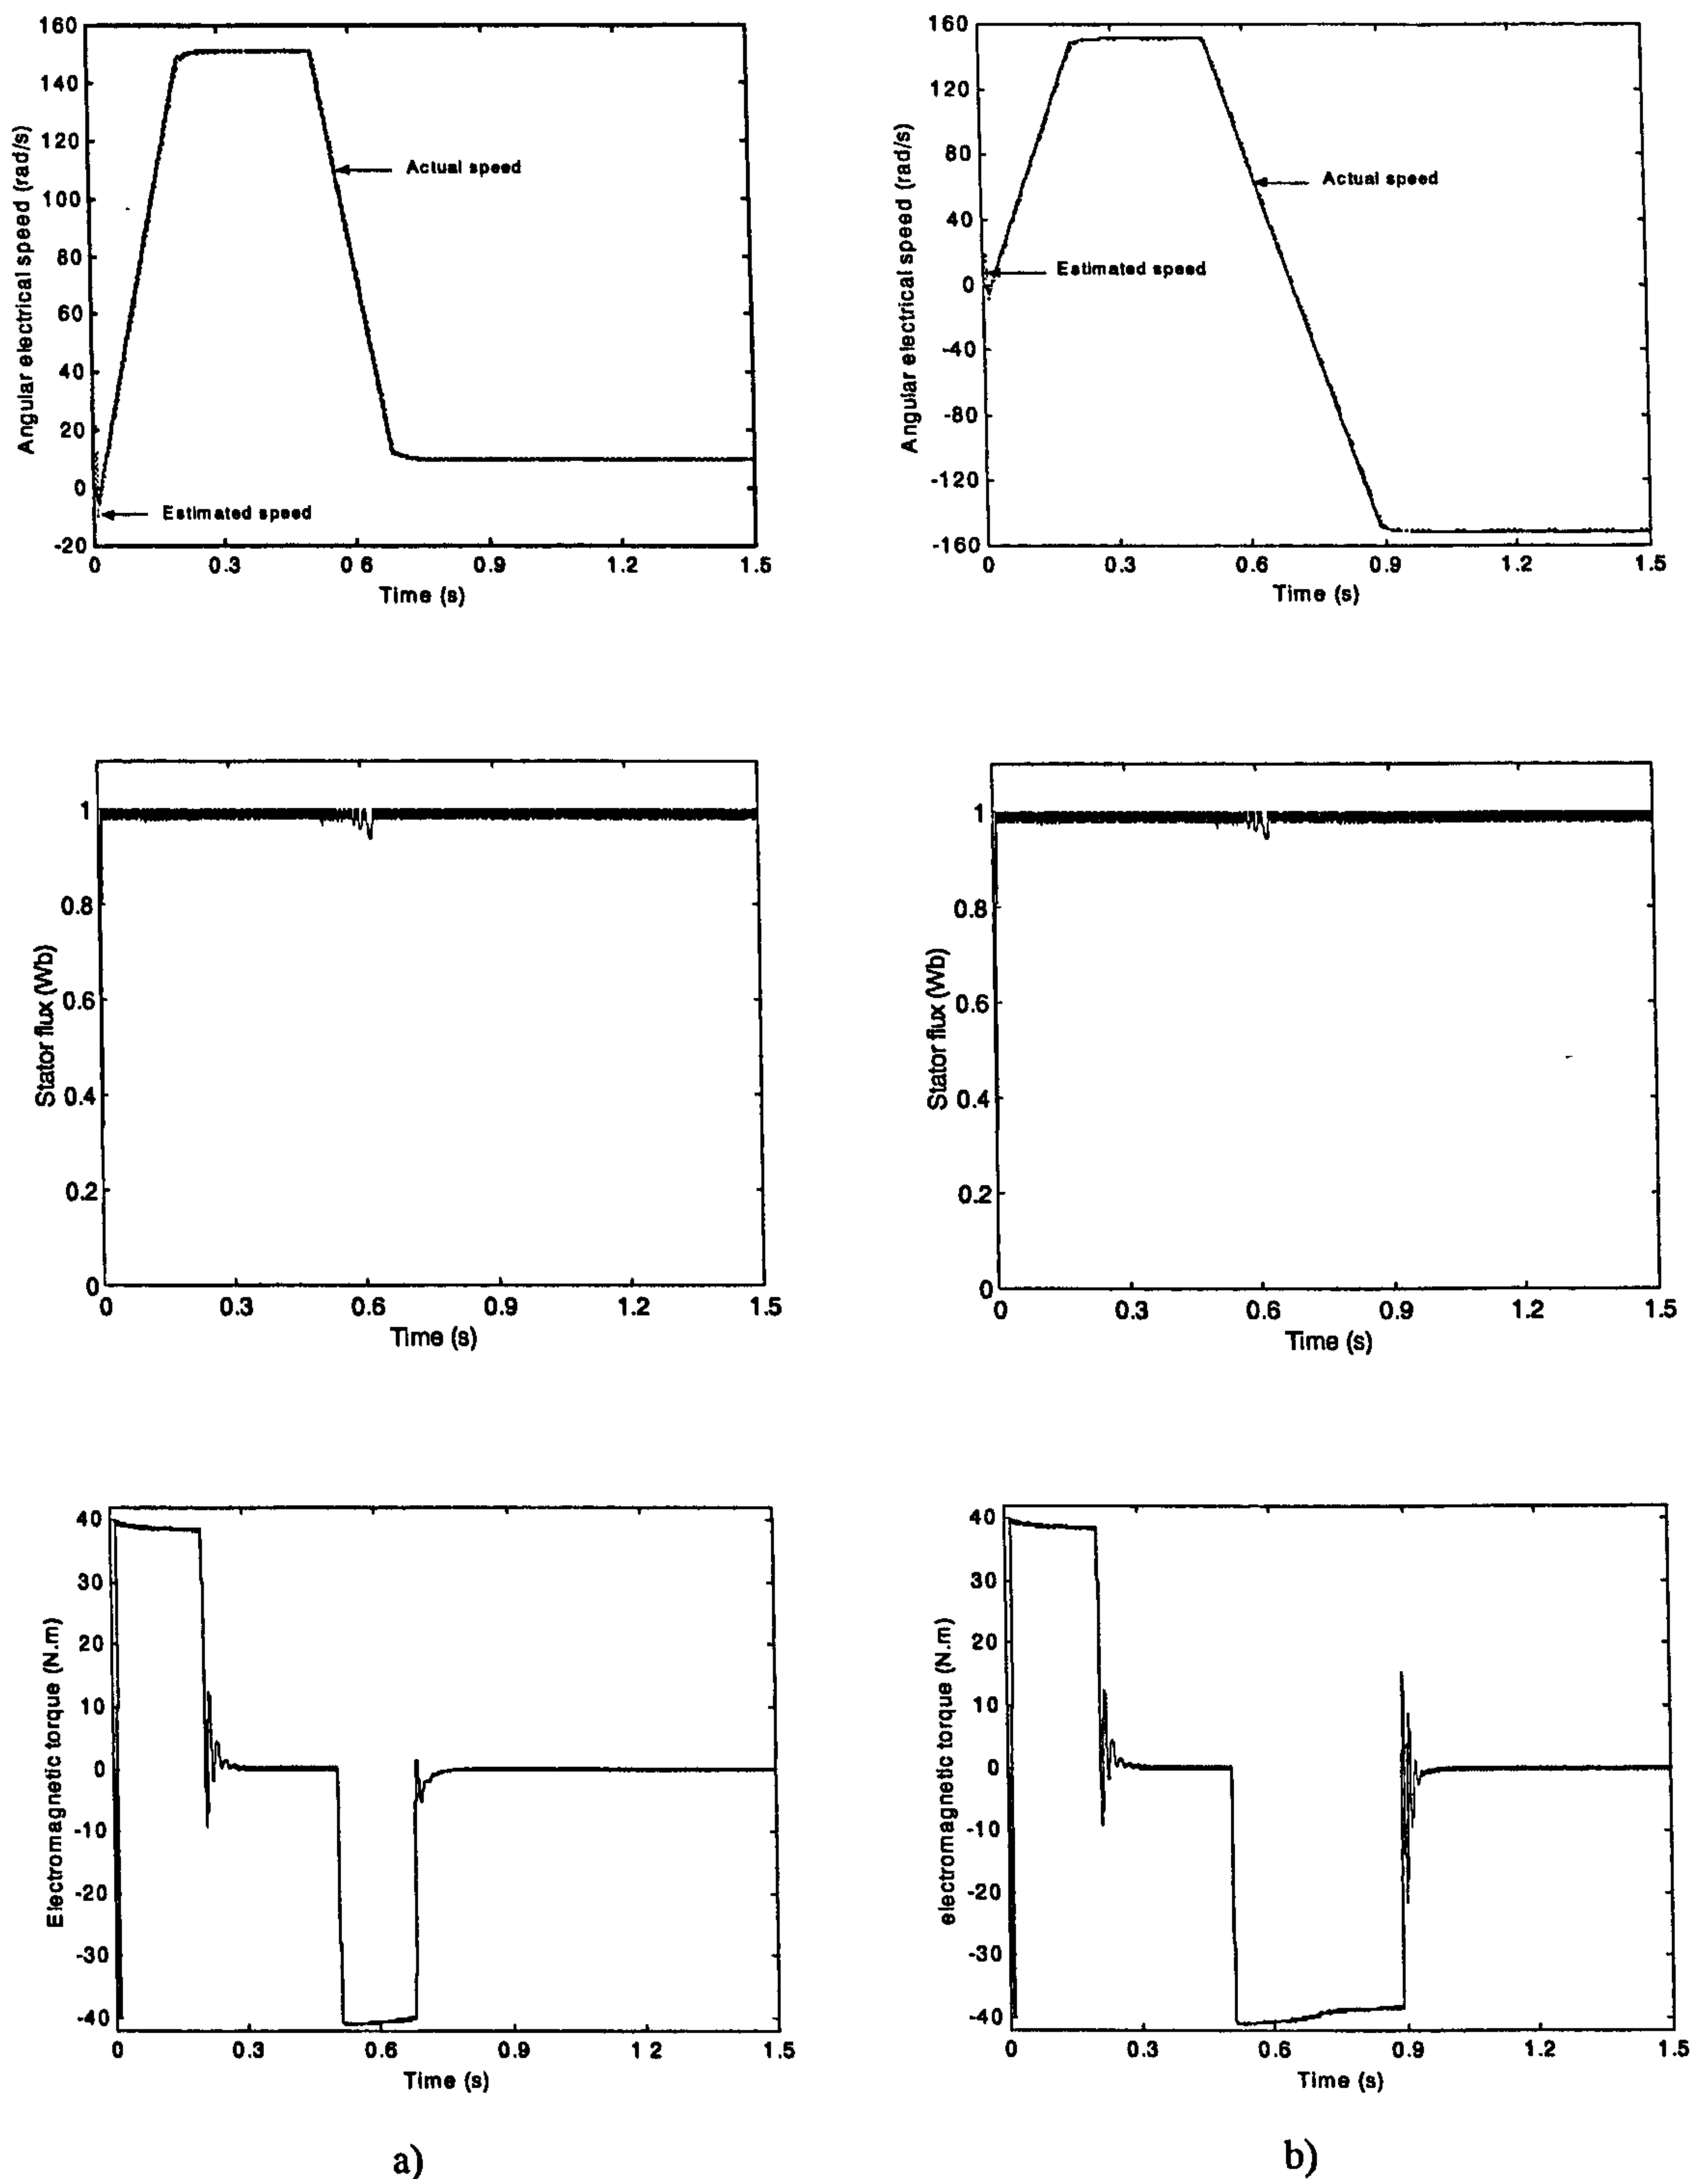 160
140
120
100
80
60
40
20
0
-20
Angular electrical speed (rad/s)
Actual speed
Estimated speed
0 0.3 0 6 0.9 1.2 1.5
Time (s)
160
120
80
40
0
-40
-80
-120
-160
Angular electrical speed (rad/s)
Actual speed
Estimated speed
0 0.3 0.6 0.9 1.2 1.5
Time (s)
1
0.8
0.6
0.4
0.2
0
Stator flux (Wb)
0 0.3 0.6 0.9 1.2 1.5
Time (s)
1
0.8
0.6
0.4
0.2
0
Stator flux (Wb)
0 0.3 0.6 0.9 1.2 1.5
Time (s)
40
30
20
10
0
-10
-20
-30
-40
Electromagnetic torque (N.m)
0 0.3 0.6 0.9 1 2 1.5
Time (s)
40
30
20
10
0
-10
-20
-30
-40
electromagnetic torque (N.m)
0 0.3 0.6 0.9 1.2 1.5
Time (s)
a)
b)